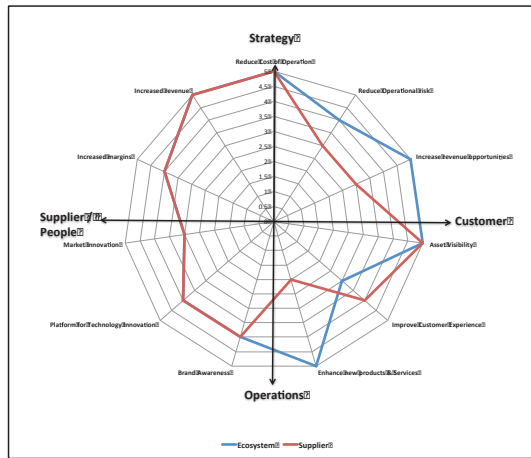 Strategy
Reduce Cost of Operation
Increased Revenue
Reduce Operational Risk
5
4.5
4
3.5
3
2.5
2
1.5
1
0.5
0
Increased margins
Increase revenue opportunities
Supplier /
People
Customer
Market Innovation
Asset Visibility
Platform for Technology Innovation
Improve Customer Experience
Brand Awareness
Enhance new products & Services
Operations
Ecosystem
Supplier